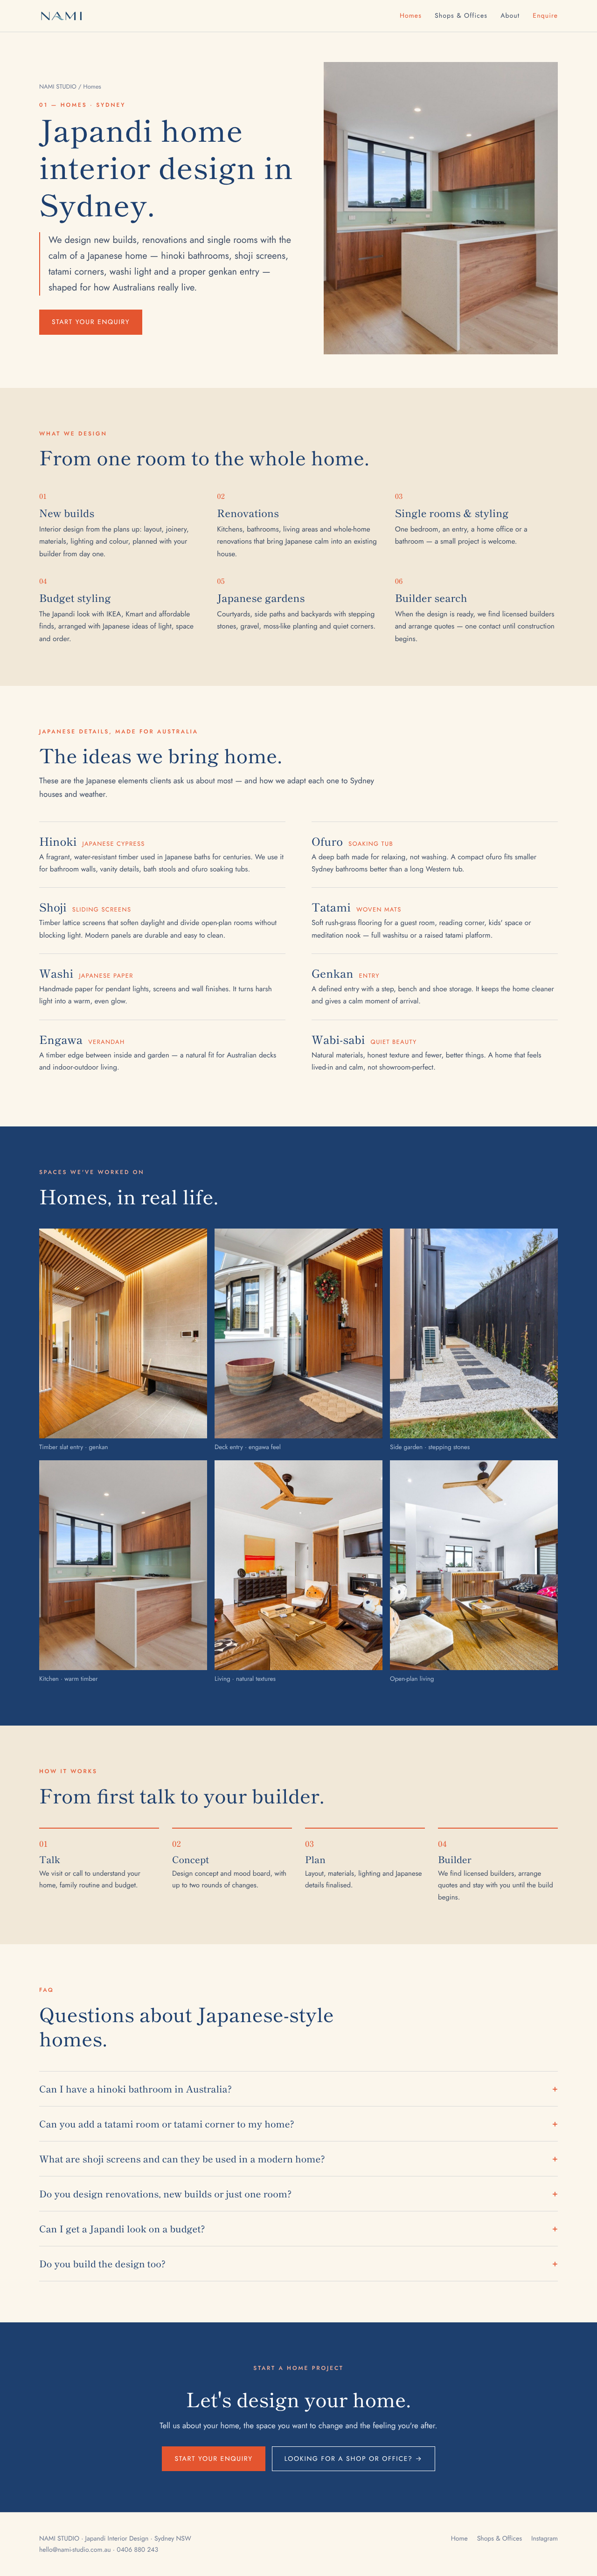 NAMI
Homes
Shops & Offices
About
Enquire
NAMI STUDIO / Homes
01 — HOMES · SYDNEY
Japandi home
interior design in
Sydney.
We design new builds, renovations and single rooms with the
calm of a Japanese home — hinoki bathrooms, shoji screens,
tatami corners, washi light and a proper genkan entry —
shaped for how Australians really live.
START YOUR ENQUIRY
WHAT WE DESIGN
From one room to the whole home.
01
New builds
Interior design from the plans up: layout, joinery,
materials, lighting and colour, planned with your
builder from day one.
02
Renovations
Kitchens, bathrooms, living areas and whole-home
renovations that bring Japanese calm into an existing
house.
03
Single rooms & styling
One bedroom, an entry, a home office or a
bathroom — a small project is welcome.
04
Budget styling
The Japandi look with IKEA, Kmart and affordable
finds, arranged with Japanese ideas of light, space
and order.
05
Japanese gardens
Courtyards, side paths and backyards with stepping
stones, gravel, moss-like planting and quiet corners.
06
Builder search
When the design is ready, we find licensed builders
and arrange quotes — one contact until construction
begins.
JAPANESE DETAILS, MADE FOR AUSTRALIA
The ideas we bring home.
These are the Japanese elements clients ask us about most — and how we adapt each one to Sydney
houses and weather.
Hinoki JAPANESE CYPRESS
A fragrant, water-resistant timber used in Japanese baths for centuries. We use it
for bathroom walls, vanity details, bath stools and ofuro soaking tubs.
Ofuro SOAKING TUB
A deep bath made for relaxing, not washing. A compact ofuro fits smaller
Sydney bathrooms better than a long Western tub.
Shoji SLIDING SCREENS
Timber lattice screens that soften daylight and divide open-plan rooms without
blocking light. Modern panels are durable and easy to clean.
Tatami WOVEN MATS
Soft rush-grass flooring for a guest room, reading corner, kids' space or
meditation nook — full washitsu or a raised tatami platform.
Washi JAPANESE PAPER
Handmade paper for pendant lights, screens and wall finishes. It turns harsh
light into a warm, even glow.
Genkan ENTRY
A defined entry with a step, bench and shoe storage. It keeps the home cleaner
and gives a calm moment of arrival.
Engawa VERANDAH
A timber edge between inside and garden — a natural fit for Australian decks
and indoor-outdoor living.
Wabi-sabi QUIET BEAUTY
Natural materials, honest texture and fewer, better things. A home that feels
lived-in and calm, not showroom-perfect.
SPACES WE'VE WORKED ON
Homes, in real life.
Timber slat entry · genkan
Deck entry · engawa feel
Side garden · stepping stones
Kitchen · warm timber
Living · natural textures
Open-plan living
HOW IT WORKS
From first talk to your builder.
01
Talk
We visit or call to understand your
home, family routine and budget.
02
Concept
Design concept and mood board, with
up to two rounds of changes.
03
Plan
Layout, materials, lighting and Japanese
details finalised.
04
Builder
We find licensed builders, arrange
quotes and stay with you until the build
begins.
FAQ
Questions about Japanese-style
homes.
Can I have a hinoki bathroom in Australia? +
Can you add a tatami room or tatami corner to my home? +
What are shoji screens and can they be used in a modern home? +
Do you design renovations, new builds or just one room? +
Can I get a Japandi look on a budget? +
Do you build the design too? +
START A HOME PROJECT
Let's design your home.
Tell us about your home, the space you want to change and the feeling you're after.
START YOUR ENQUIRY
LOOKING FOR A SHOP OR OFFICE? →
NAMI STUDIO · Japandi Interior Design · Sydney NSW
hello@nami-studio.com.au · 0406 880 243
Home
Shops & Offices
Instagram